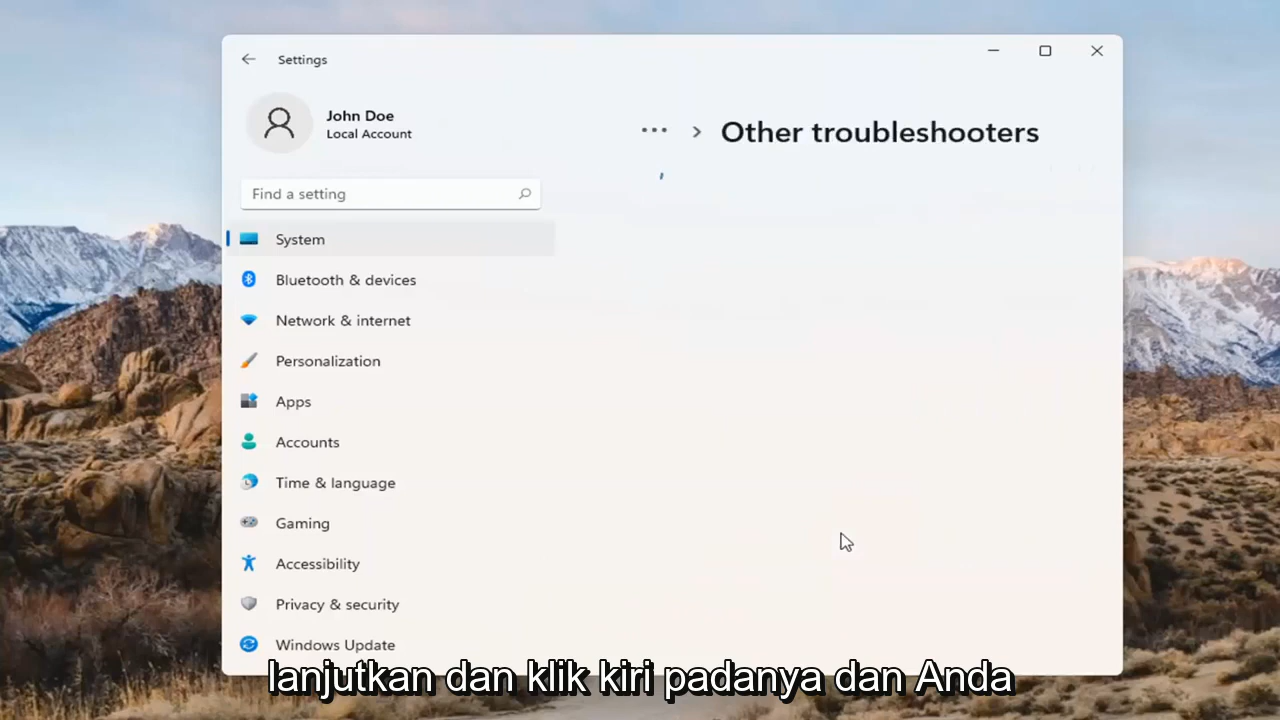 Settings
John Doe
Local Account
... > Other troubleshooters
Find a setting
System
Bluetooth & devices
Network & internet
Personalization
Apps
Accounts
Time & language
Gaming
Accessibility
Privacy & security
Windows Update
lanjutkan dan klik kiri padanya dan Anda